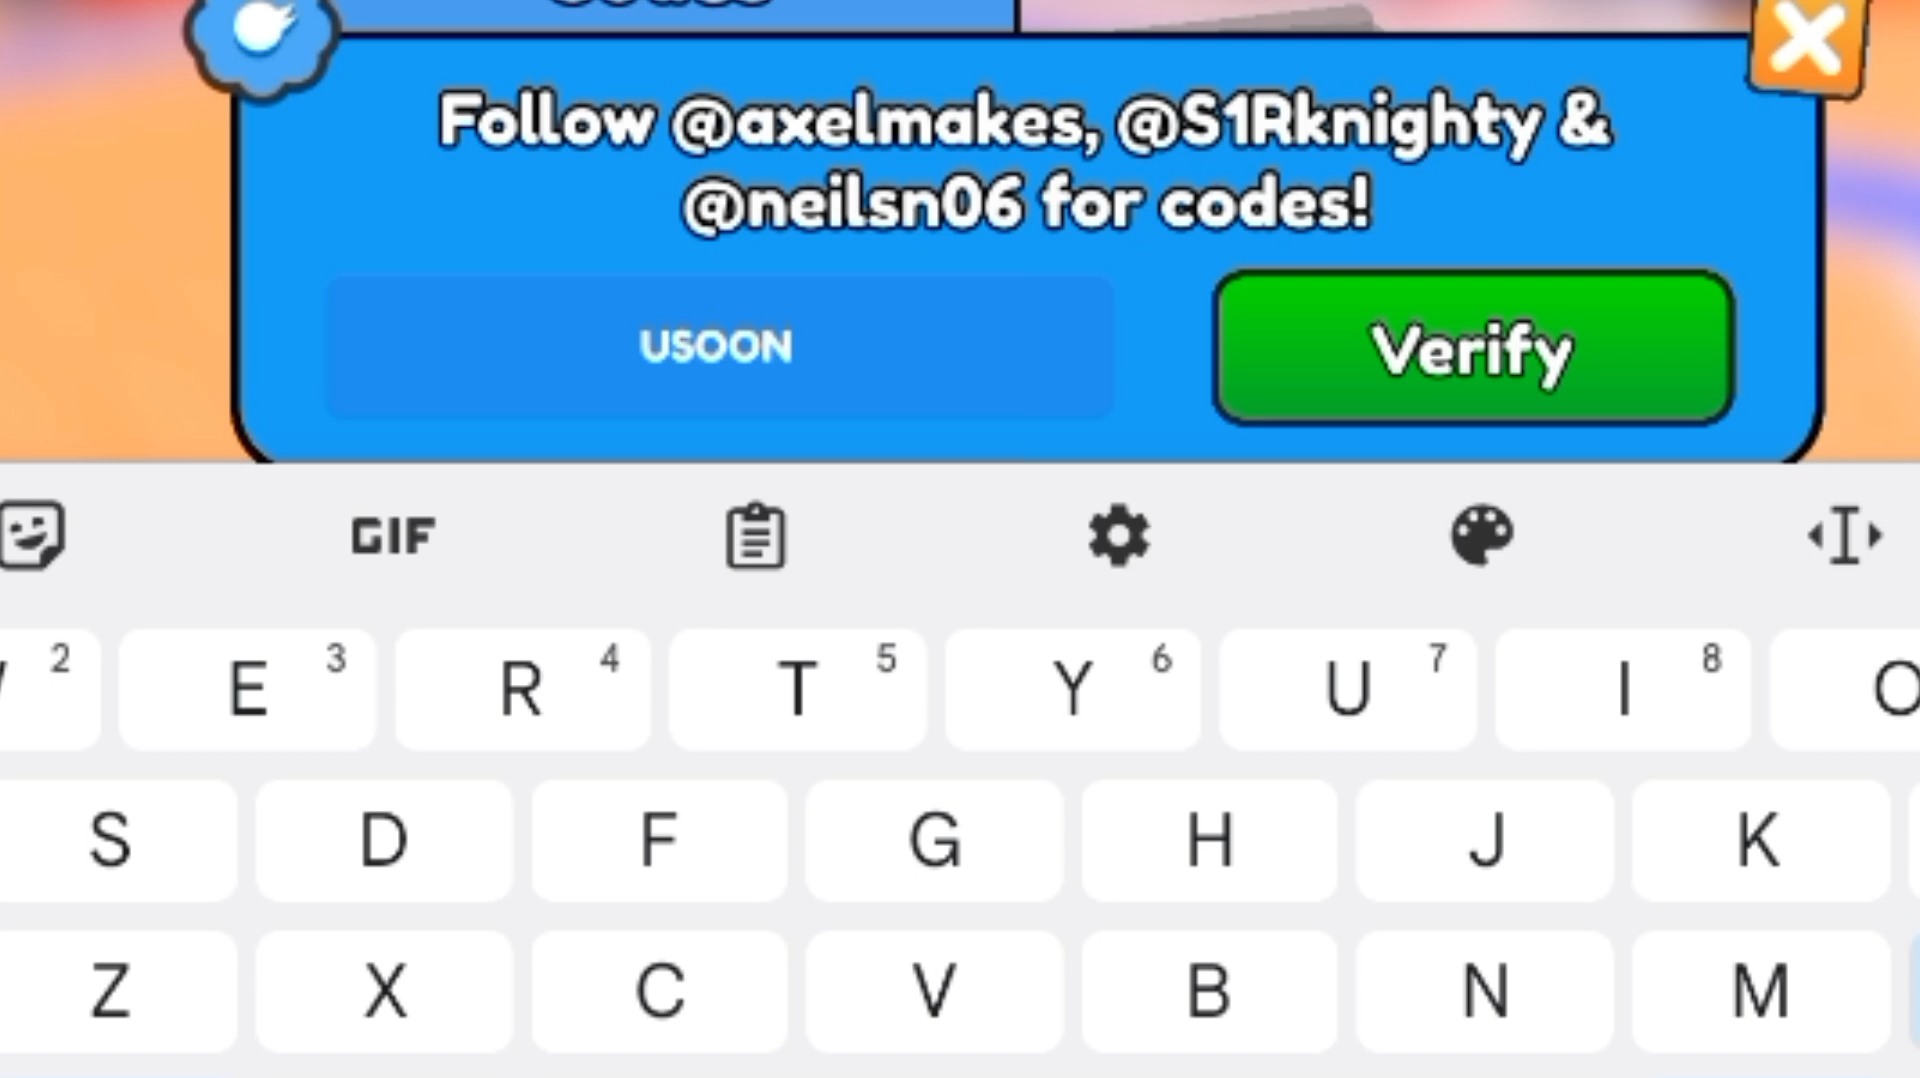 Follow @axelmakes, @S1Rknighty &
@neilsn06 for codes!
USOON
Verify
GIF
2 E 3 R 4 T 5 Y 6 U 7 I 8 O
S D F G H J K
Z X C V B N M